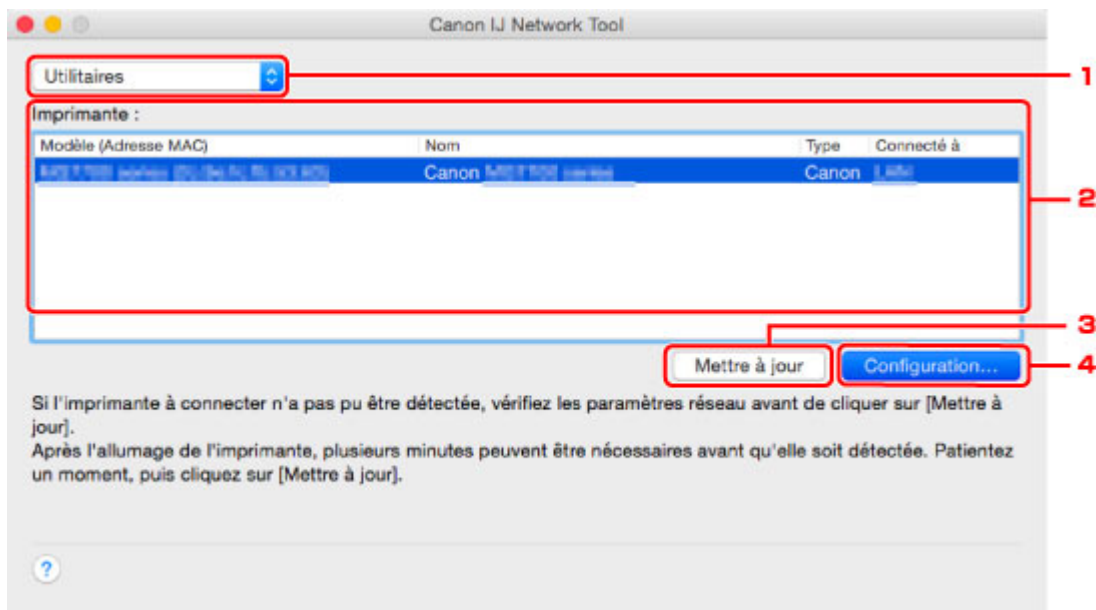 Canon IJ Network Tool
Utilitaires
1
Imprimante :
Modèle (Adresse MAC) Nom Type Connecté à
Canon Canon
2
3
Mettre à jour Configuration...
4
Si l'imprimante à connecter n'a pas pu être détectée, vérifiez les paramètres réseau avant de cliquer sur [Mettre à
jour].
Après l'allumage de l'imprimante, plusieurs minutes peuvent être nécessaires avant qu'elle soit détectée. Patientez
un moment, puis cliquez sur [Mettre à jour].
?